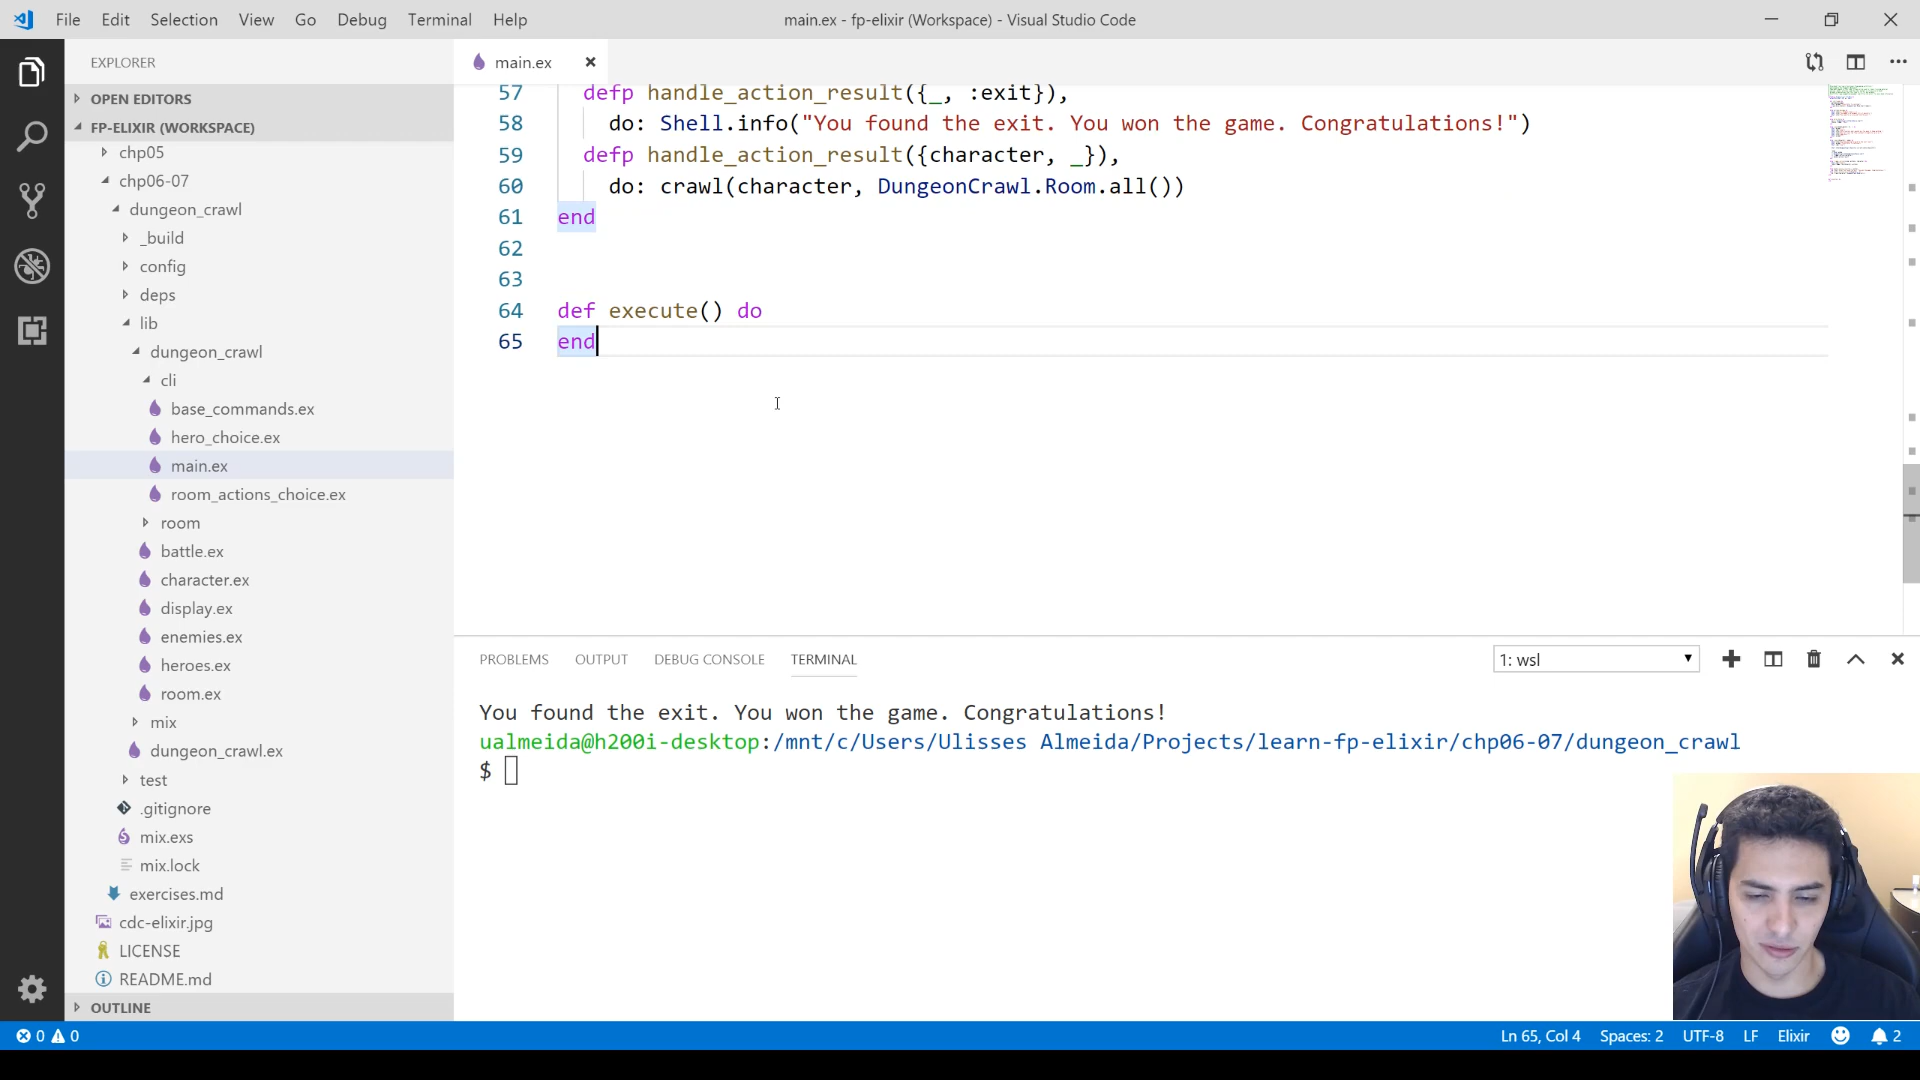 File Edit Selection View Go Debug Terminal Help
main.ex - fp-elixir (Workspace) - Visual Studio Code
EXPLORER
OPEN EDITORS
FP-ELIXIR (WORKSPACE)
chp05
chp06-07
dungeon_crawl
_build
config
deps
lib
dungeon_crawl
cli
base_commands.ex
hero_choice.ex
main.ex
room_actions_choice.ex
room
battle.ex
character.ex
display.ex
enemies.ex
heroes.ex
room.ex
mix
dungeon_crawl.ex
test
.gitignore
mix.exs
mix.lock
exercises.md
cdc-elixir.jpg
LICENSE
README.md
OUTLINE
main.ex
57 defp handle_action_result({_, :exit}),
58 do: Shell.info("You found the exit. You won the game. Congratulations!")
59 defp handle_action_result({character, _}),
60 do: crawl(character, DungeonCrawl.Room.all())
61 end
62
63
64 def execute() do
65 end
PROBLEMS OUTPUT DEBUG CONSOLE TERMINAL
1: wsl
You found the exit. You won the game. Congratulations!
ualmeida@h200i-desktop:/mnt/c/Users/Ulisses Almeida/Projects/learn-fp-elixir/chp06-07/dungeon_crawl
$
0 0
Ln 65, Col 4 Spaces: 2 UTF-8 LF Elixir 2